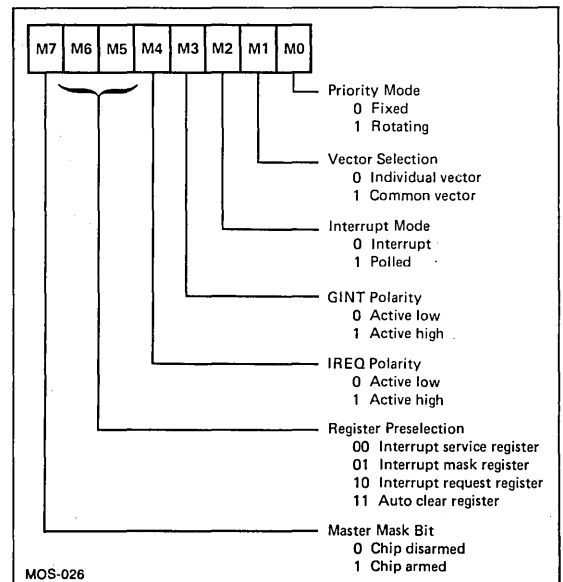 M7 M6 M5 M4 M3 M2 M1 M0
Priority Mode
0 Fixed
1 Rotating
Vector Selection
0 Individual vector
1 Common vector
Interrupt Mode
0 Interrupt
1 Polled
GINT Polarity
0 Active low
1 Active high
IREQ Polarity
0 Active low
1 Active high
Register Preselection
00 Interrupt service register
01 Interrupt mask register
10 Interrupt request register
11 Auto clear register
Master Mask Bit
0 Chip disarmed
1 Chip armed
MOS-026